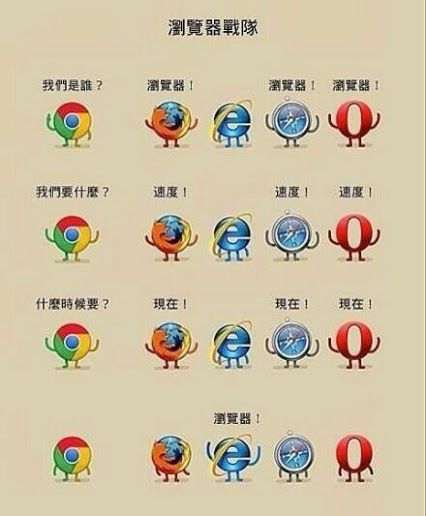 瀏覽器戰隊
我們是誰？ 瀏覽器！ 瀏覽器！ 瀏覽器！
我們要什麼？ 速度！ 速度！ 速度！
什麼時候要？ 現在！ 現在！ 現在！
瀏覽器！